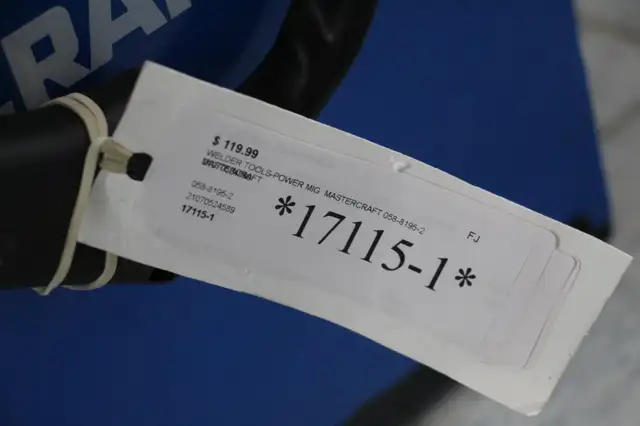 -RAF
$ 119.99
WELDER TOOLS-POWER MIG MASTERCRAFT 058-8195-2
FJ
058-8195-2
21070524589
17115-1
*17115-1*